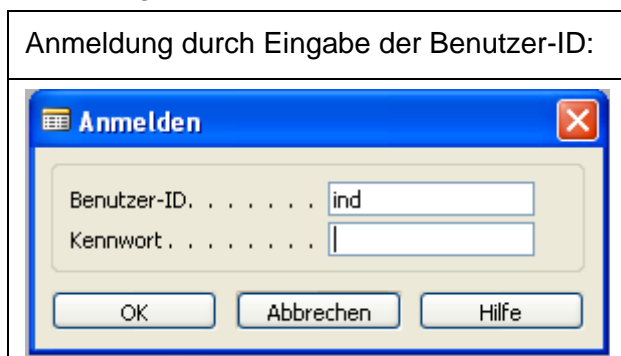 Anmeldung durch Eingabe der Benutzer-ID:
Anmelden
Benutzer-ID. . . . . . . ind
Kennwort . . . . . . . .
OK Abbrechen Hilfe